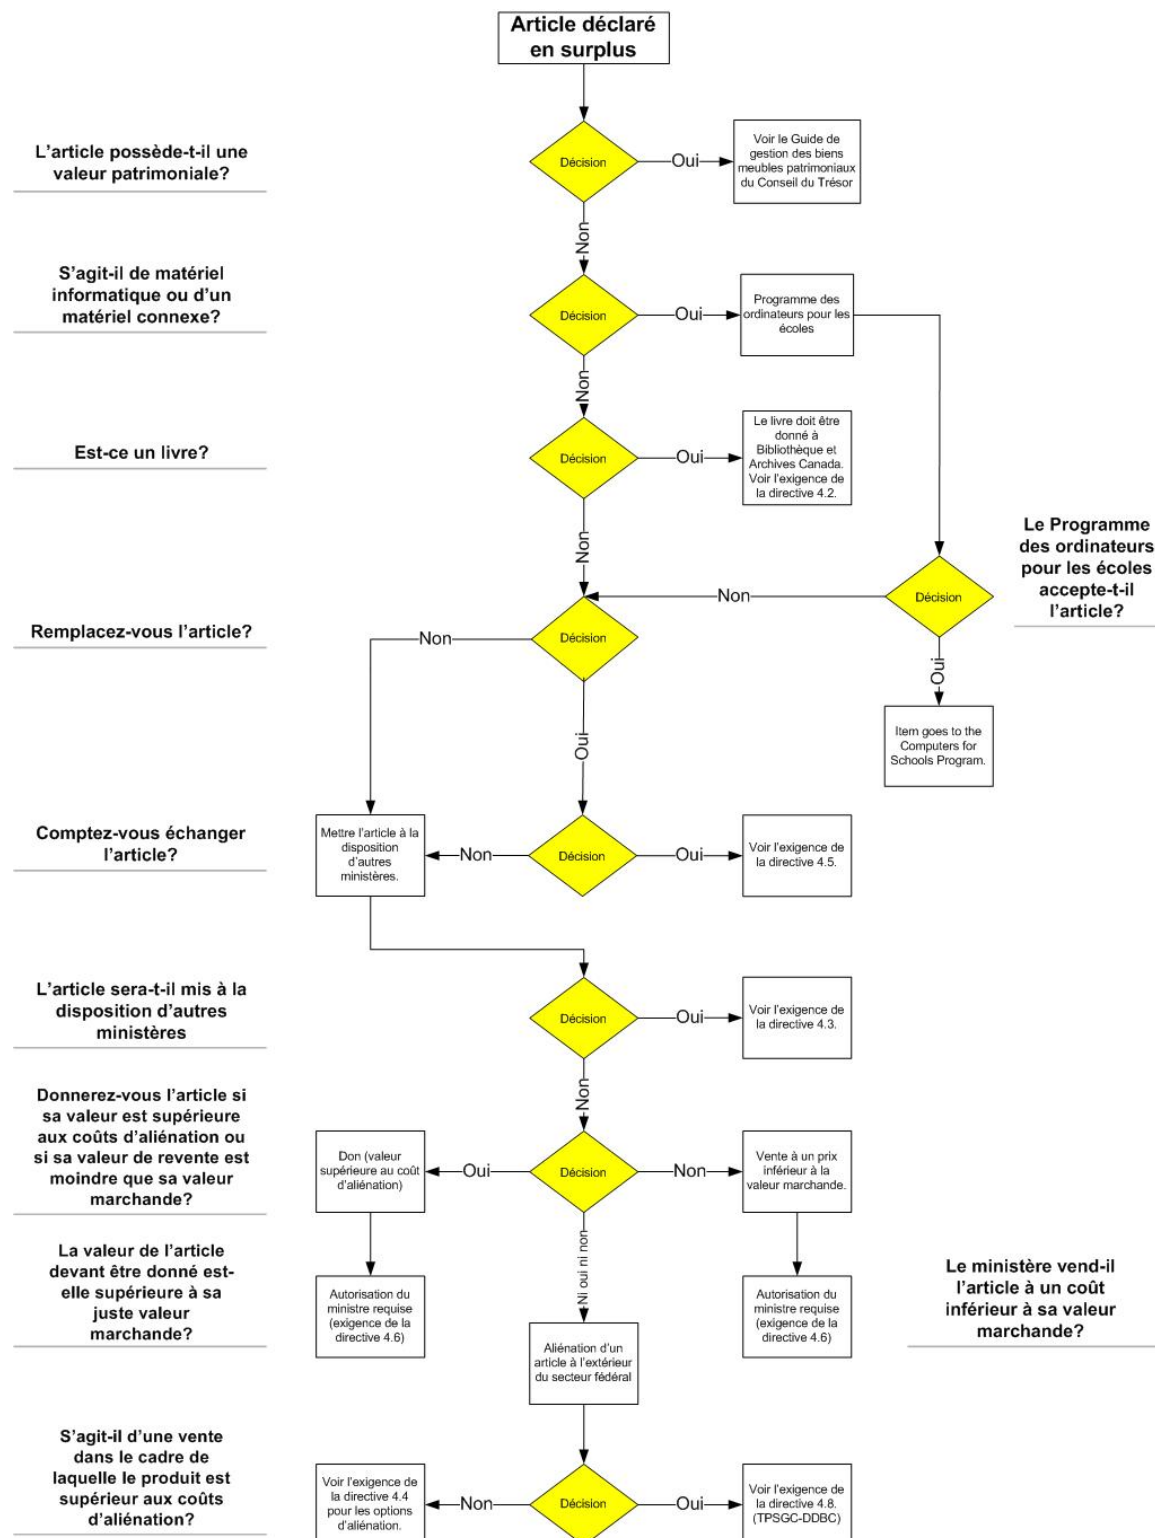 Article déclaré
en surplus
L'article possède-t-il une
valeur patrimoniale?
Décision
Oui
Voir le Guide de
gestion des biens
meubles patrimoniaux
du Conseil du Trésor
Non
S'agit-il de matériel
informatique ou d'un
matériel connexe?
Décision
Oui
Programme des
ordinateurs pour les
écoles
Non
Est-ce un livre?
Décision
Oui
Le livre doit être
donné à
Bibliothèque et
Archives Canada.
Voir l'exigence de
la directive 4.2.
Non
Le Programme
des ordinateurs
pour les écoles
accepte-t-il
l'article?
Décision
Non
Oui
Item goes to the
Computers for
Schools Program.
Remplacez-vous l'article?
Décision
Non
Oui
Comptez-vous échanger
l'article?
Mettre l'article à la
disposition
d'autres
ministères.
Non
Décision
Oui
Voir l'exigence de
la directive 4.5.
L'article sera-t-il mis à la
disposition d'autres
ministères
Décision
Oui
Voir l'exigence de
la directive 4.3.
Non
Donnerez-vous l'article si
sa valeur est supérieure
aux coûts d'aliénation ou
si sa valeur de revente est
moindre que sa valeur
marchande?
Don (valeur
supérieure au coût
d'aliénation)
Oui
Décision
Non
Vente à un prix
inférieur à la
valeur marchande.
Ni oui ni non
La valeur de l'article
devant être donné est-
elle supérieure à sa
juste valeur
marchande?
Autorisation du
ministre requise
(exigence de la
directive 4.6)
Autorisation du
ministre requise
(exigence de la
directive 4.6)
Le ministère vend-il
l'article à un coût
inférieur à sa valeur
marchande?
Aliénation d'un
article à l'extérieur
du secteur fédéral
S'agit-il d'une vente
dans le cadre de
laquelle le produit est
supérieur aux coûts
d'aliénation?
Voir l'exigence de
la directive 4.4
pour les options
d'aliénation.
Non
Décision
Oui
Voir l'exigence de
la directive 4.8.
(TPSGC-DDBC)